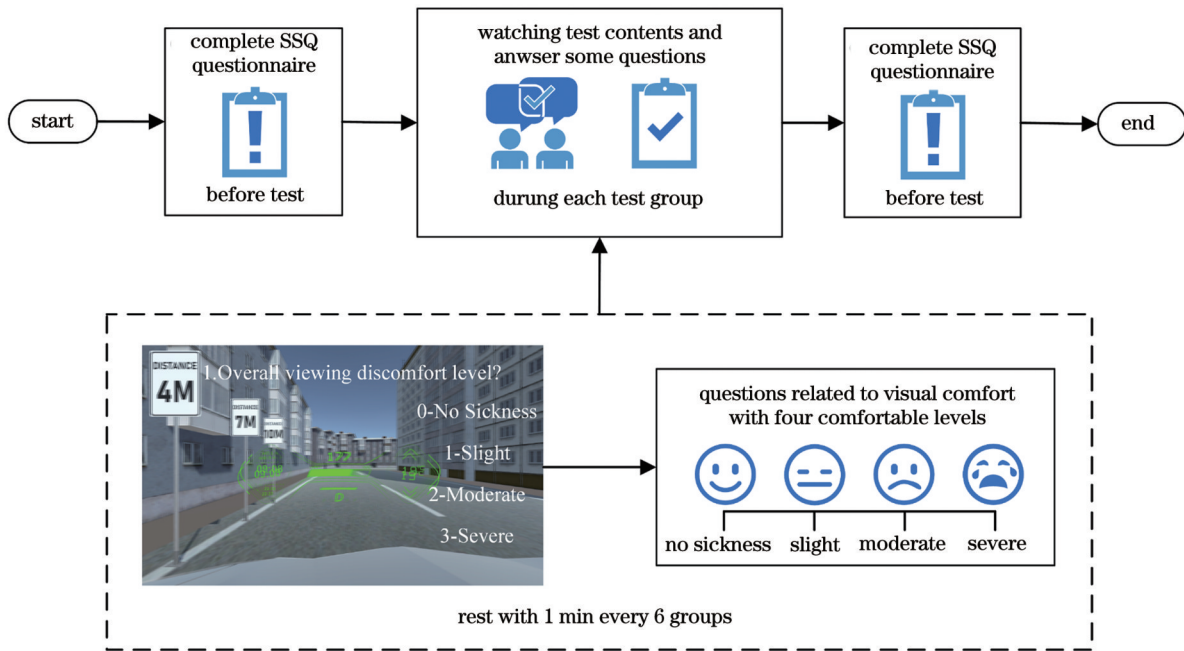 start
complete SSQ
questionnaire
before test
watching test contents and
anwser some questions
durung each test group
complete SSQ
questionnaire
before test
end
DISTANCE
4M
DISTANCE
7M
10M
1.Overall viewing discomfort level?
0-No Sickness
1-Slight
2-Moderate
3-Severe
0
questions related to visual comfort
with four comfortable levels
no sickness
slight
moderate
severe
rest with 1 min every 6 groups